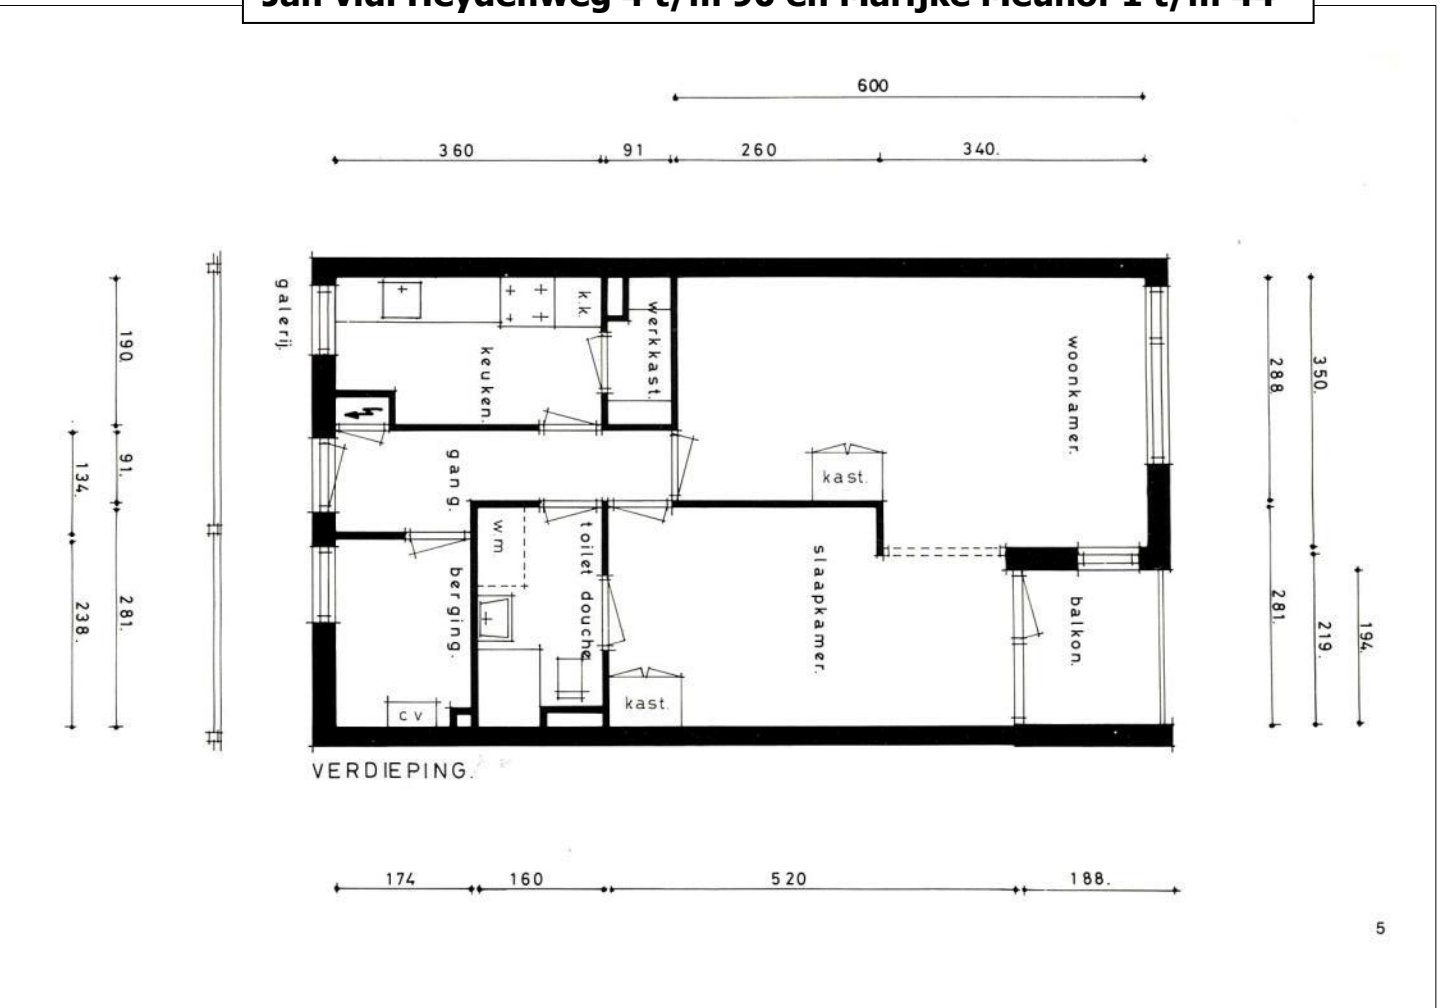 600
360 91 260 340.
galerij.
k.k.
keuken.
werkkast.
woonkamer.
kast.
gang.
w.m
toilet douche
berging.
cv
slaapkamer.
kast.
balkon.
190.
91.
134.
281.
238.
288
350.
281.
219.
194.
VERDIEPING.
174 160 520 188.
5